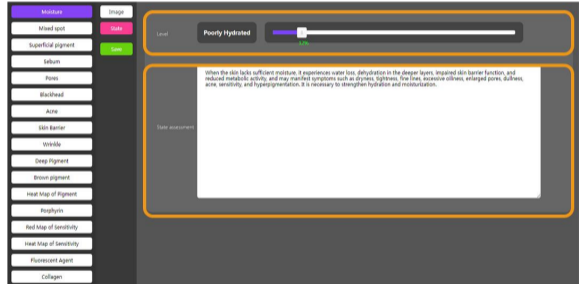 Moisture
Image
Mixed spot
State
Superficial pigment
Save
Sebum
Pores
Blackhead
Acne
Skin Barrier
Wrinkle
Deep Pigment
Brown pigment
Heat Map of Pigment
Porphyrin
Red Map of Sensitivity
Heat Map of Sensitivity
Fluorescent Agent
Collagen
Level
Poorly Hydrated
12%
State assessment
When the skin lacks sufficient moisture, it experiences water loss, dehydration in the deeper layers, impaired skin barrier function, and
reduced metabolic activity, and may manifest symptoms such as dryness, tightness, fine lines, excessive oiliness, enlarged pores, dullness,
acne, sensitivity, and hyperpigmentation. It is necessary to strengthen hydration and moisturization.